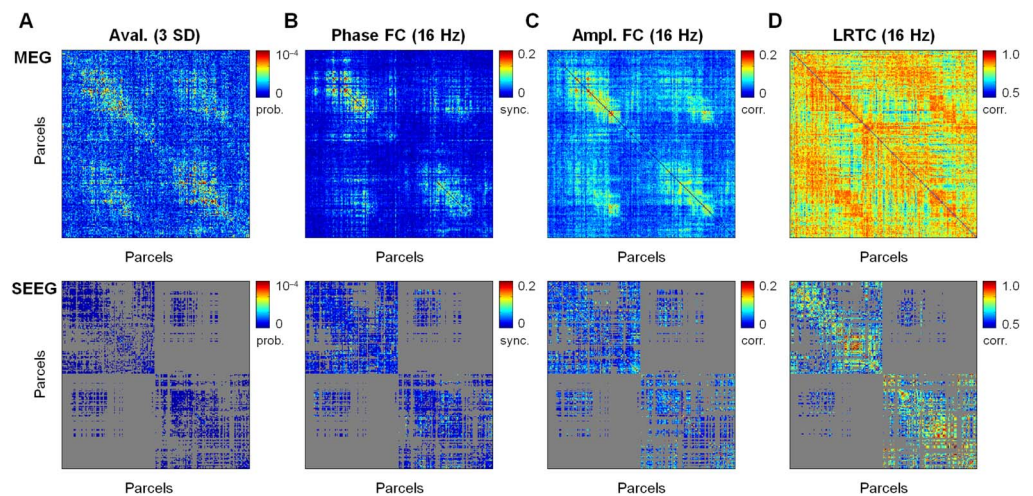 A B C D
Aval. (3 SD) Phase FC (16 Hz) Ampl. FC (16 Hz) LRTC (16 Hz)
MEG
10⁻⁴ 0.2 0.2 1.0
0 0 0 0.5
prob. sync. corr. corr.
Parcels
Parcels Parcels Parcels Parcels
SEEG
10⁻⁴ 0.2 0.2 1.0
0 0 0 0.5
prob. sync. corr. corr.
Parcels
Parcels Parcels Parcels Parcels